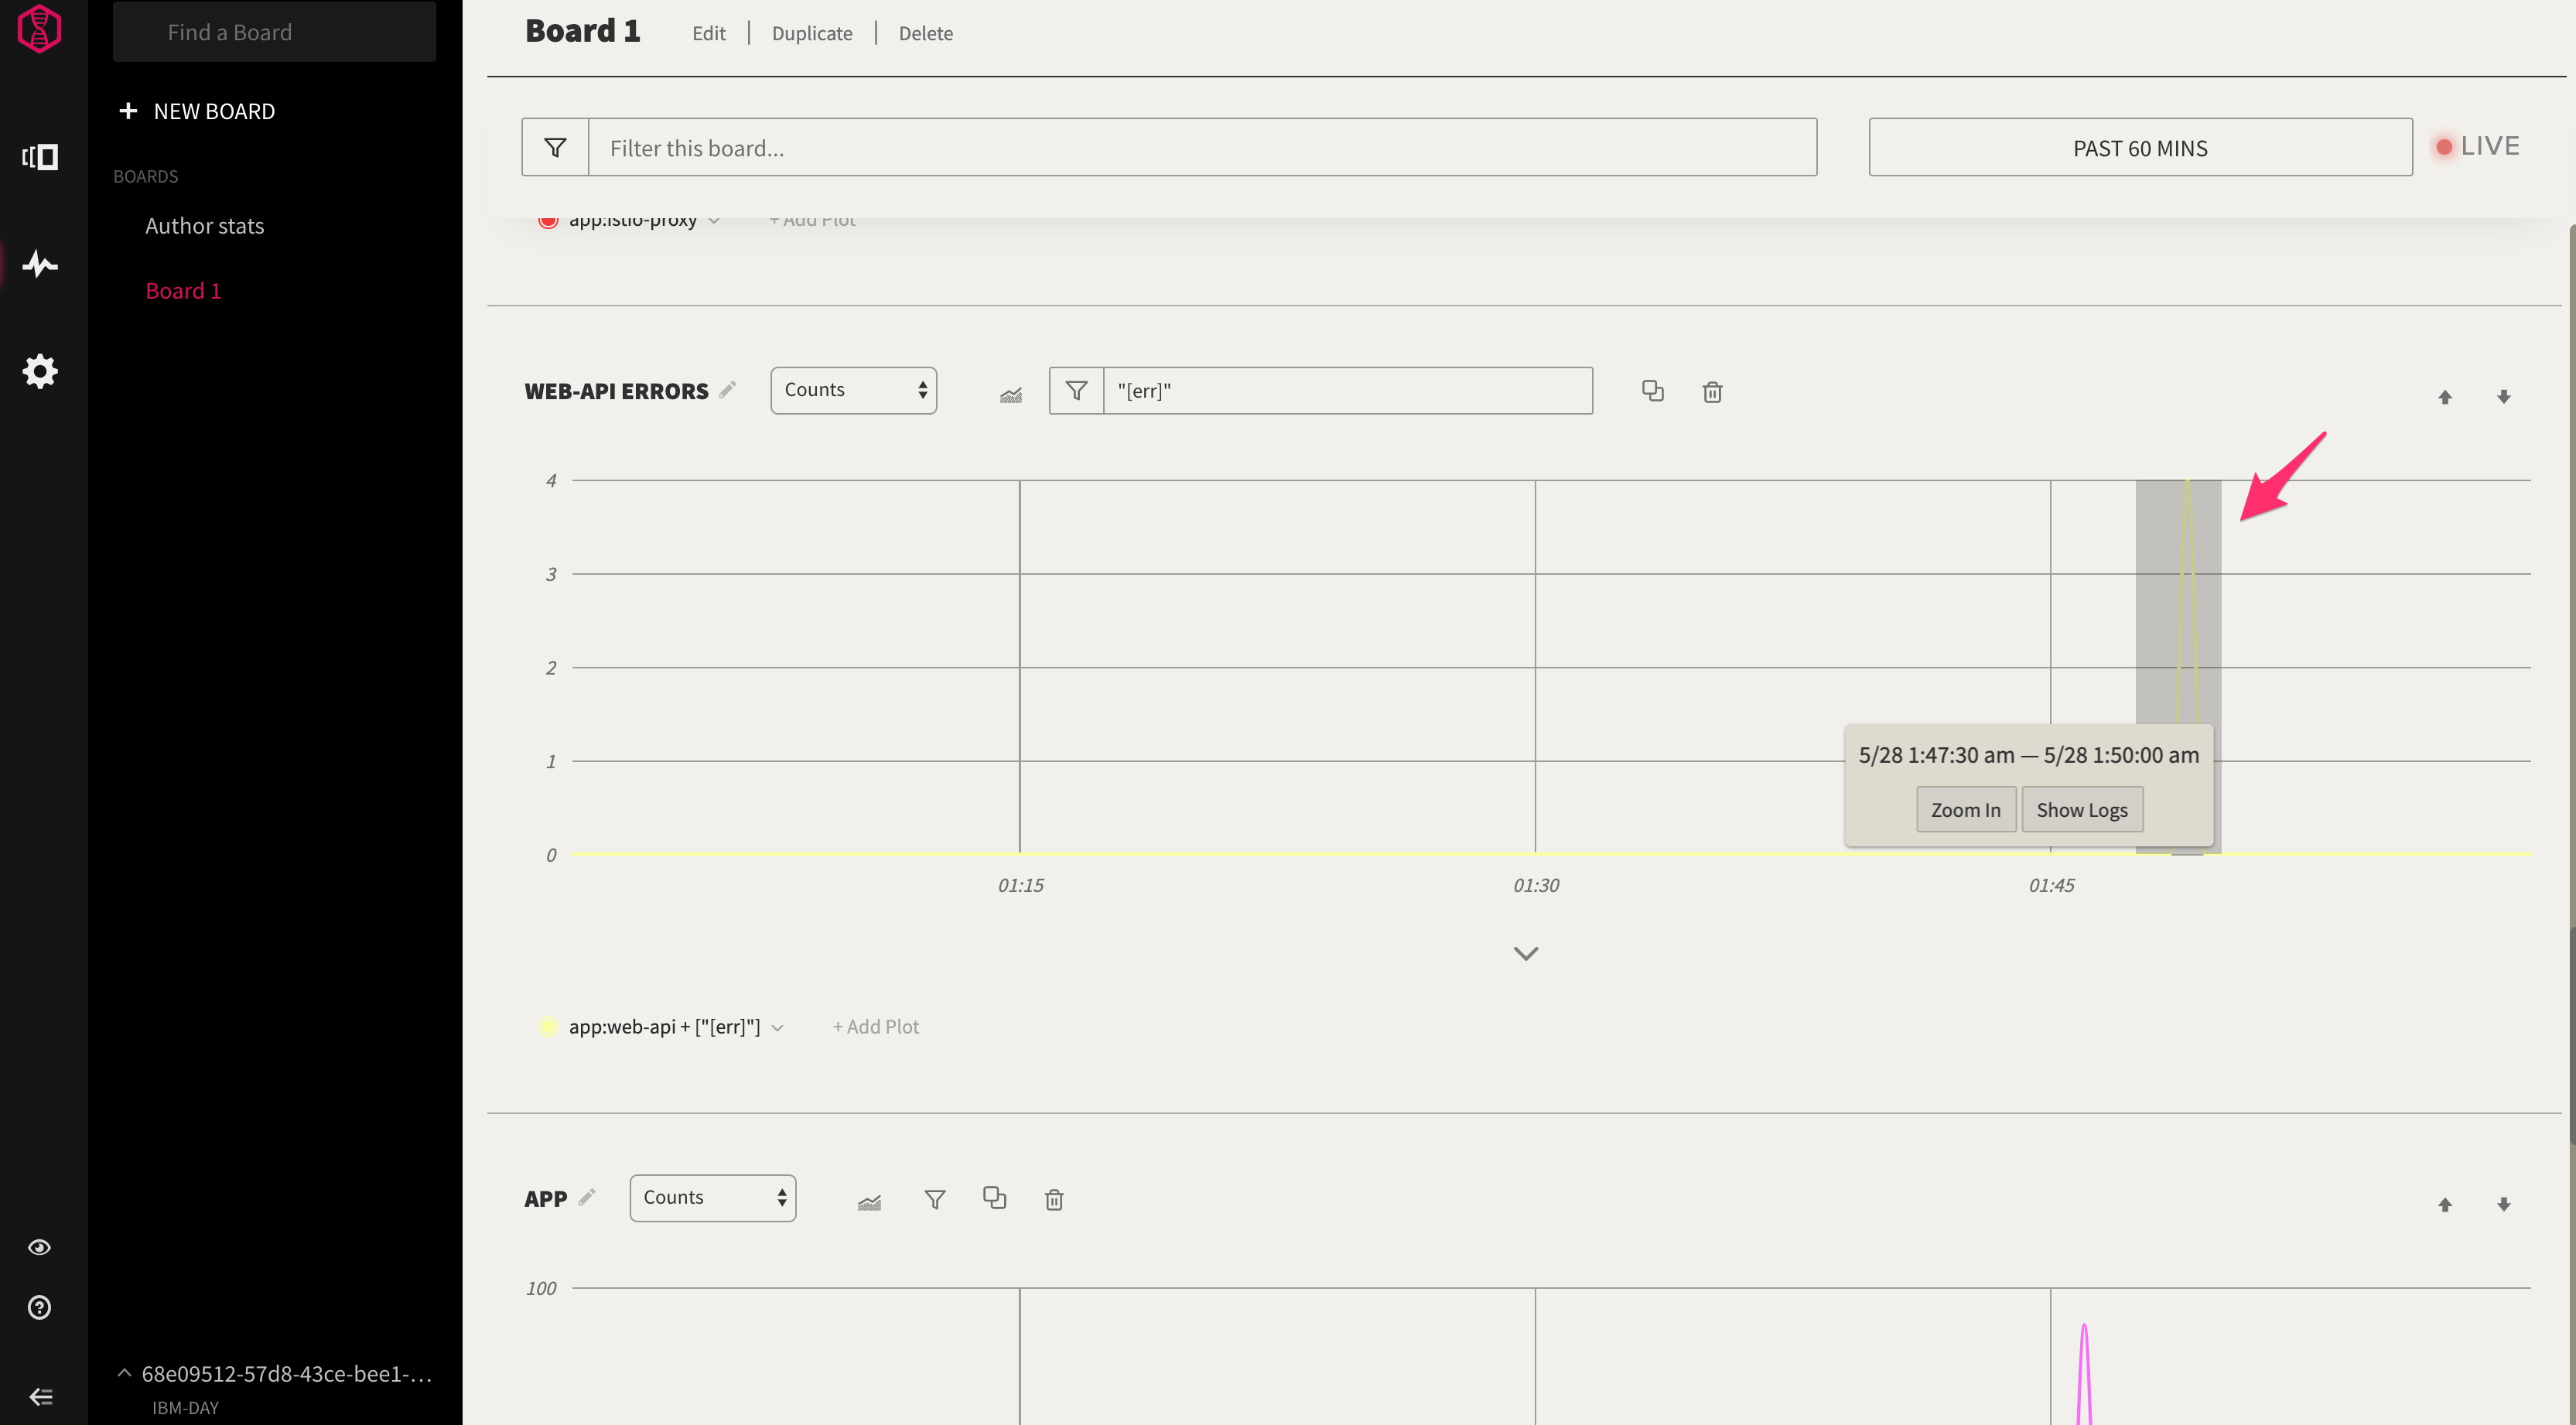 Find a Board
NEW BOARD
BOARDS
Author stats
Board 1
68e09512-57d8-43ce-bee1-...
IBM-DAY
Board 1 Edit | Duplicate | Delete
Filter this board...
PAST 60 MINS
LIVE
app:istio-proxy + Add Plot
WEB-API ERRORS Counts "[err]"
4
3
2
1
0
5/28 1:47:30 am — 5/28 1:50:00 am
Zoom In Show Logs
01:15 01:30 01:45
app:web-api + ["[err]"] + Add Plot
APP Counts
100